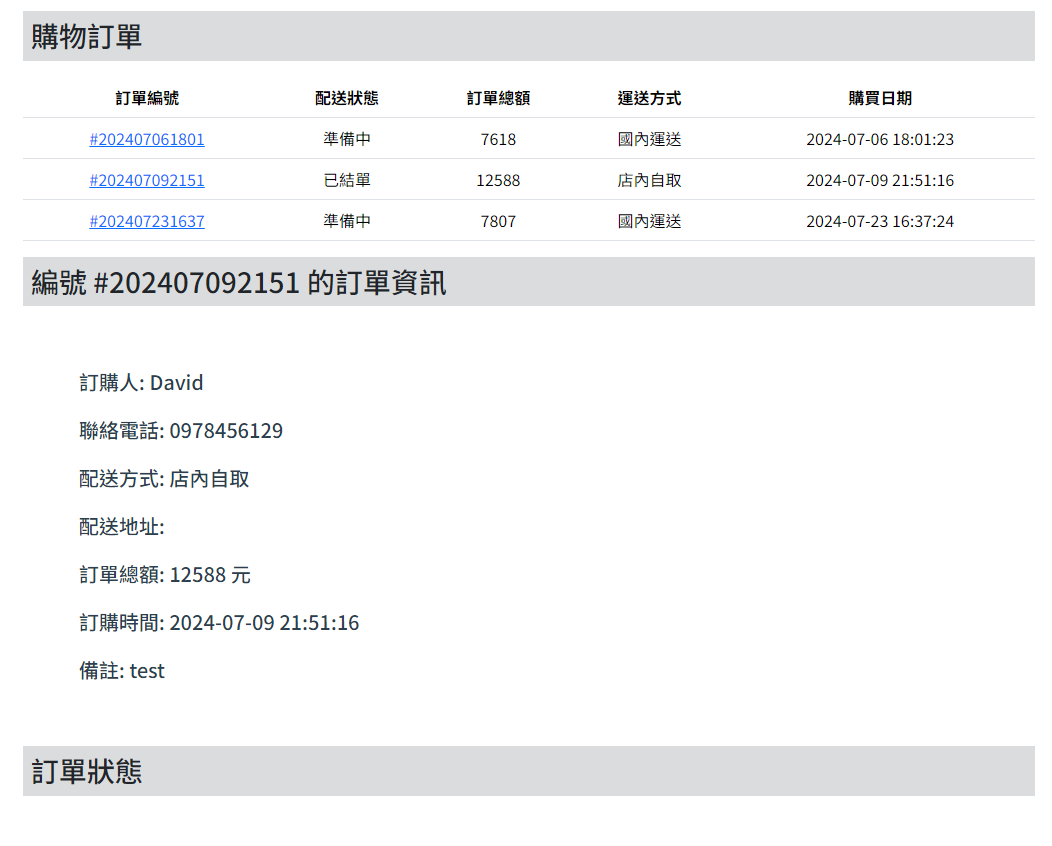 購物訂單
訂單編號 配送狀態 訂單總額 運送方式 購買日期
#202407061801 準備中 7618 國內運送 2024-07-06 18:01:23
#202407092151 已結單 12588 店內自取 2024-07-09 21:51:16
#202407231637 準備中 7807 國內運送 2024-07-23 16:37:24
編號 #202407092151 的訂單資訊
訂購人: David
聯絡電話: 0978456129
配送方式: 店內自取
配送地址:
訂單總額: 12588 元
訂購時間: 2024-07-09 21:51:16
備註: test
訂單狀態